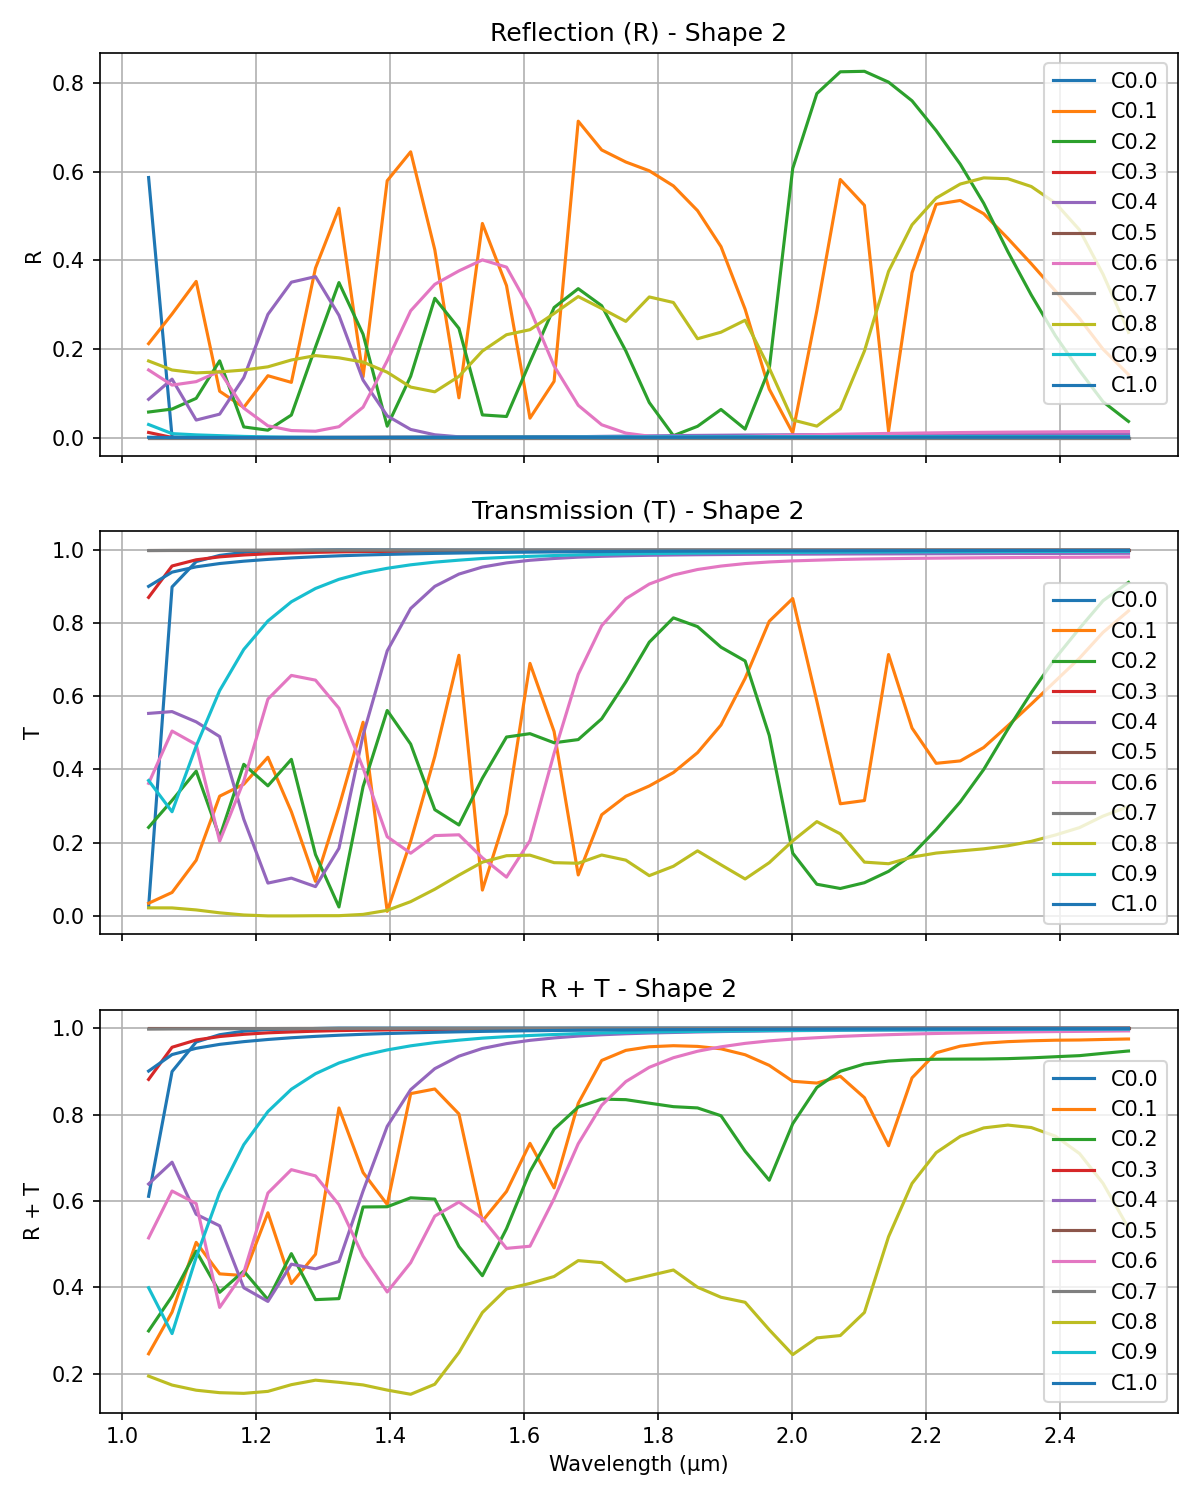 Reflection (R) - Shape 2
0.8
0.6
0.4
0.2
0.0
R
C0.0
C0.1
C0.2
C0.3
C0.4
C0.5
C0.6
C0.7
C0.8
C0.9
C1.0
Transmission (T) - Shape 2
1.0
0.8
0.6
0.4
0.2
0.0
T
C0.0
C0.1
C0.2
C0.3
C0.4
C0.5
C0.6
C0.7
C0.8
C0.9
C1.0
R + T - Shape 2
1.0
0.8
0.6
0.4
0.2
R + T
C0.0
C0.1
C0.2
C0.3
C0.4
C0.5
C0.6
C0.7
C0.8
C0.9
C1.0
1.0 1.2 1.4 1.6 1.8 2.0 2.2 2.4
Wavelength (μm)